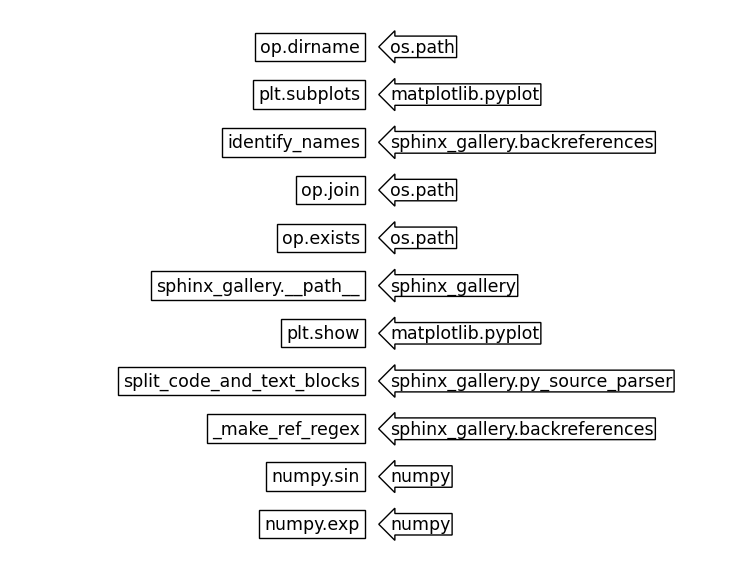 op.dirname os.path
plt.subplots matplotlib.pyplot
identify_names sphinx_gallery.backreferences
op.join os.path
op.exists os.path
sphinx_gallery.__path__ sphinx_gallery
plt.show matplotlib.pyplot
split_code_and_text_blocks sphinx_gallery.py_source_parser
_make_ref_regex sphinx_gallery.backreferences
numpy.sin numpy
numpy.exp numpy